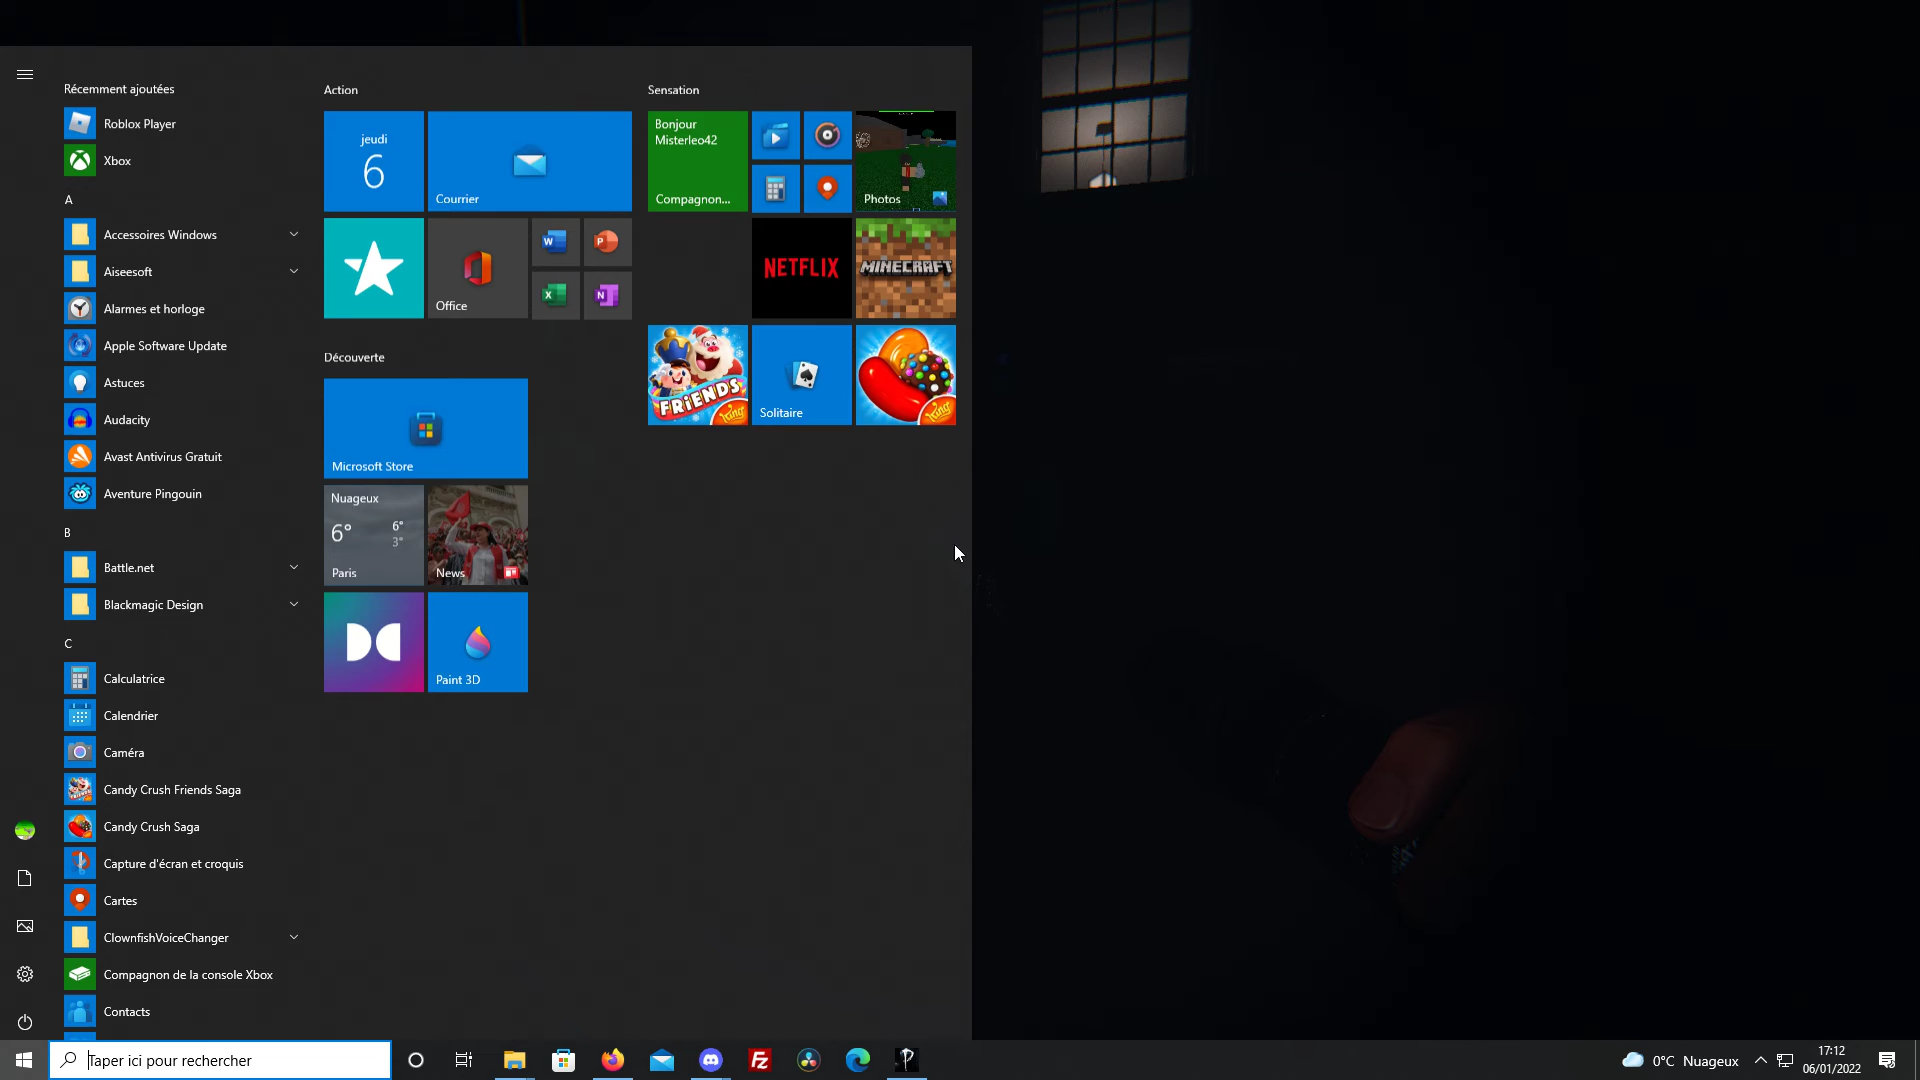 Récemment ajoutées
Roblox Player
Xbox
A
Accessoires Windows
Aiseesoft
Alarmes et horloge
Apple Software Update
Astuces
Audacity
Avast Antivirus Gratuit
Aventure Pingouin
B
Battle.net
Blackmagic Design
C
Calculatrice
Calendrier
Caméra
Candy Crush Friends Saga
Candy Crush Saga
Capture d'écran et croquis
Cartes
ClownfishVoiceChanger
Compagnon de la console Xbox
Contacts
Action
jeudi
6
Courrier
Office
W
P
X
N
Découverte
Microsoft Store
Nuageux
6°
6°
3°
Paris
News
Paint 3D
Sensation
Bonjour
Misterleo42
Compagnon...
Photos
NETFLIX
MINECRAFT
FRIENDS
King
Solitaire
King
Taper ici pour rechercher
FZ
0°C Nuageux
17:12
06/01/2022